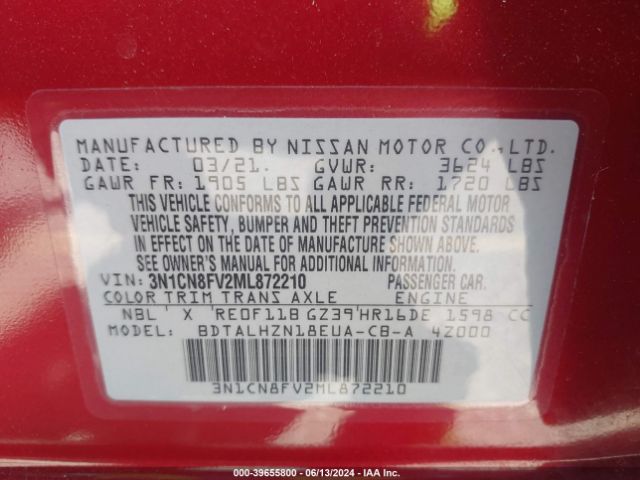 MANUFACTURED BY NISSAN MOTOR CO.,LTD.
DATE: 03/21. GVWR: 3624 LBS
GAWR FR: 1905 LBS GAWR RR: 1720 LBS
THIS VEHICLE CONFORMS TO ALL APPLICABLE FEDERAL MOTOR
VEHICLE SAFETY, BUMPER AND THEFT PREVENTION STANDARDS
IN EFFECT ON THE DATE OF MANUFACTURE SHOWN ABOVE.
SEE OWNER'S MANUAL FOR ADDITIONAL INFORMATION.
VIN: 3N1CN8FV2ML872210 PASSENGER CAR.
COLOR TRIM TRANS AXLE ENGINE
NBL ' X 'RE0F11B GZ39'HR16DE 1598 CC
MODEL: BDTALHZN18EUA-CB-A 4Z000
3N1CN8FV2ML872210
000-39655800 - 06/13/2024 - IAA Inc.